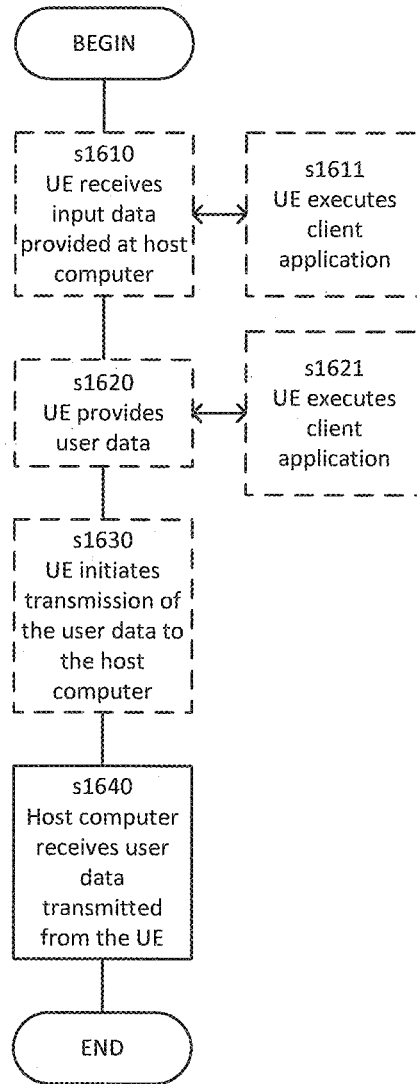 BEGIN
s1610
UE receives
input data
provided at host
computer
s1611
UE executes
client
application
s1620
UE provides
user data
s1621
UE executes
client
application
s1630
UE initiates
transmission of
the user data to
the host
computer
s1640
Host computer
receives user
data
transmitted
from the UE
END